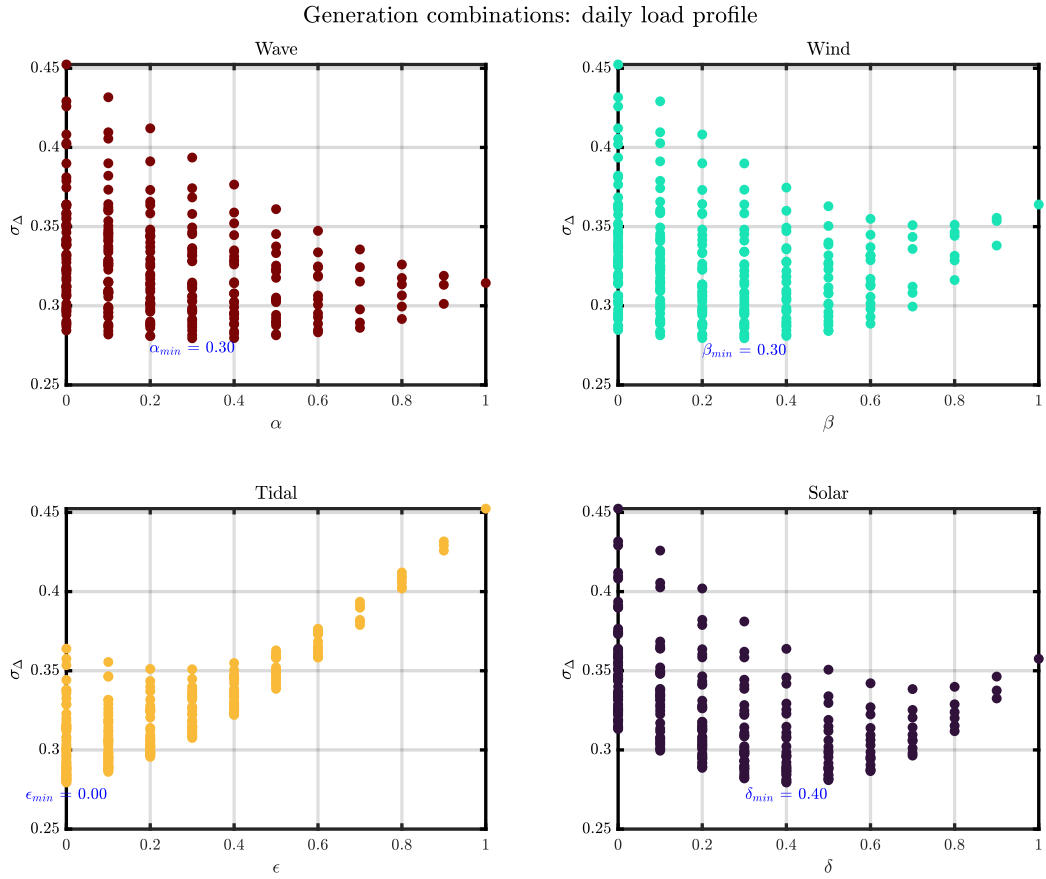 Generation combinations: daily load profile
Wave
0.45
0.4
0.35
0.3
0.25
σ_Δ
α_min = 0.30
0 0.2 0.4 0.6 0.8 1
α
Wind
0.45
0.4
0.35
0.3
0.25
σ_Δ
β_min = 0.30
0 0.2 0.4 0.6 0.8 1
β
Tidal
0.45
0.4
0.35
0.3
0.25
σ_Δ
ϵ_min = 0.00
0 0.2 0.4 0.6 0.8 1
ϵ
Solar
0.45
0.4
0.35
0.3
0.25
σ_Δ
δ_min = 0.40
0 0.2 0.4 0.6 0.8 1
δ